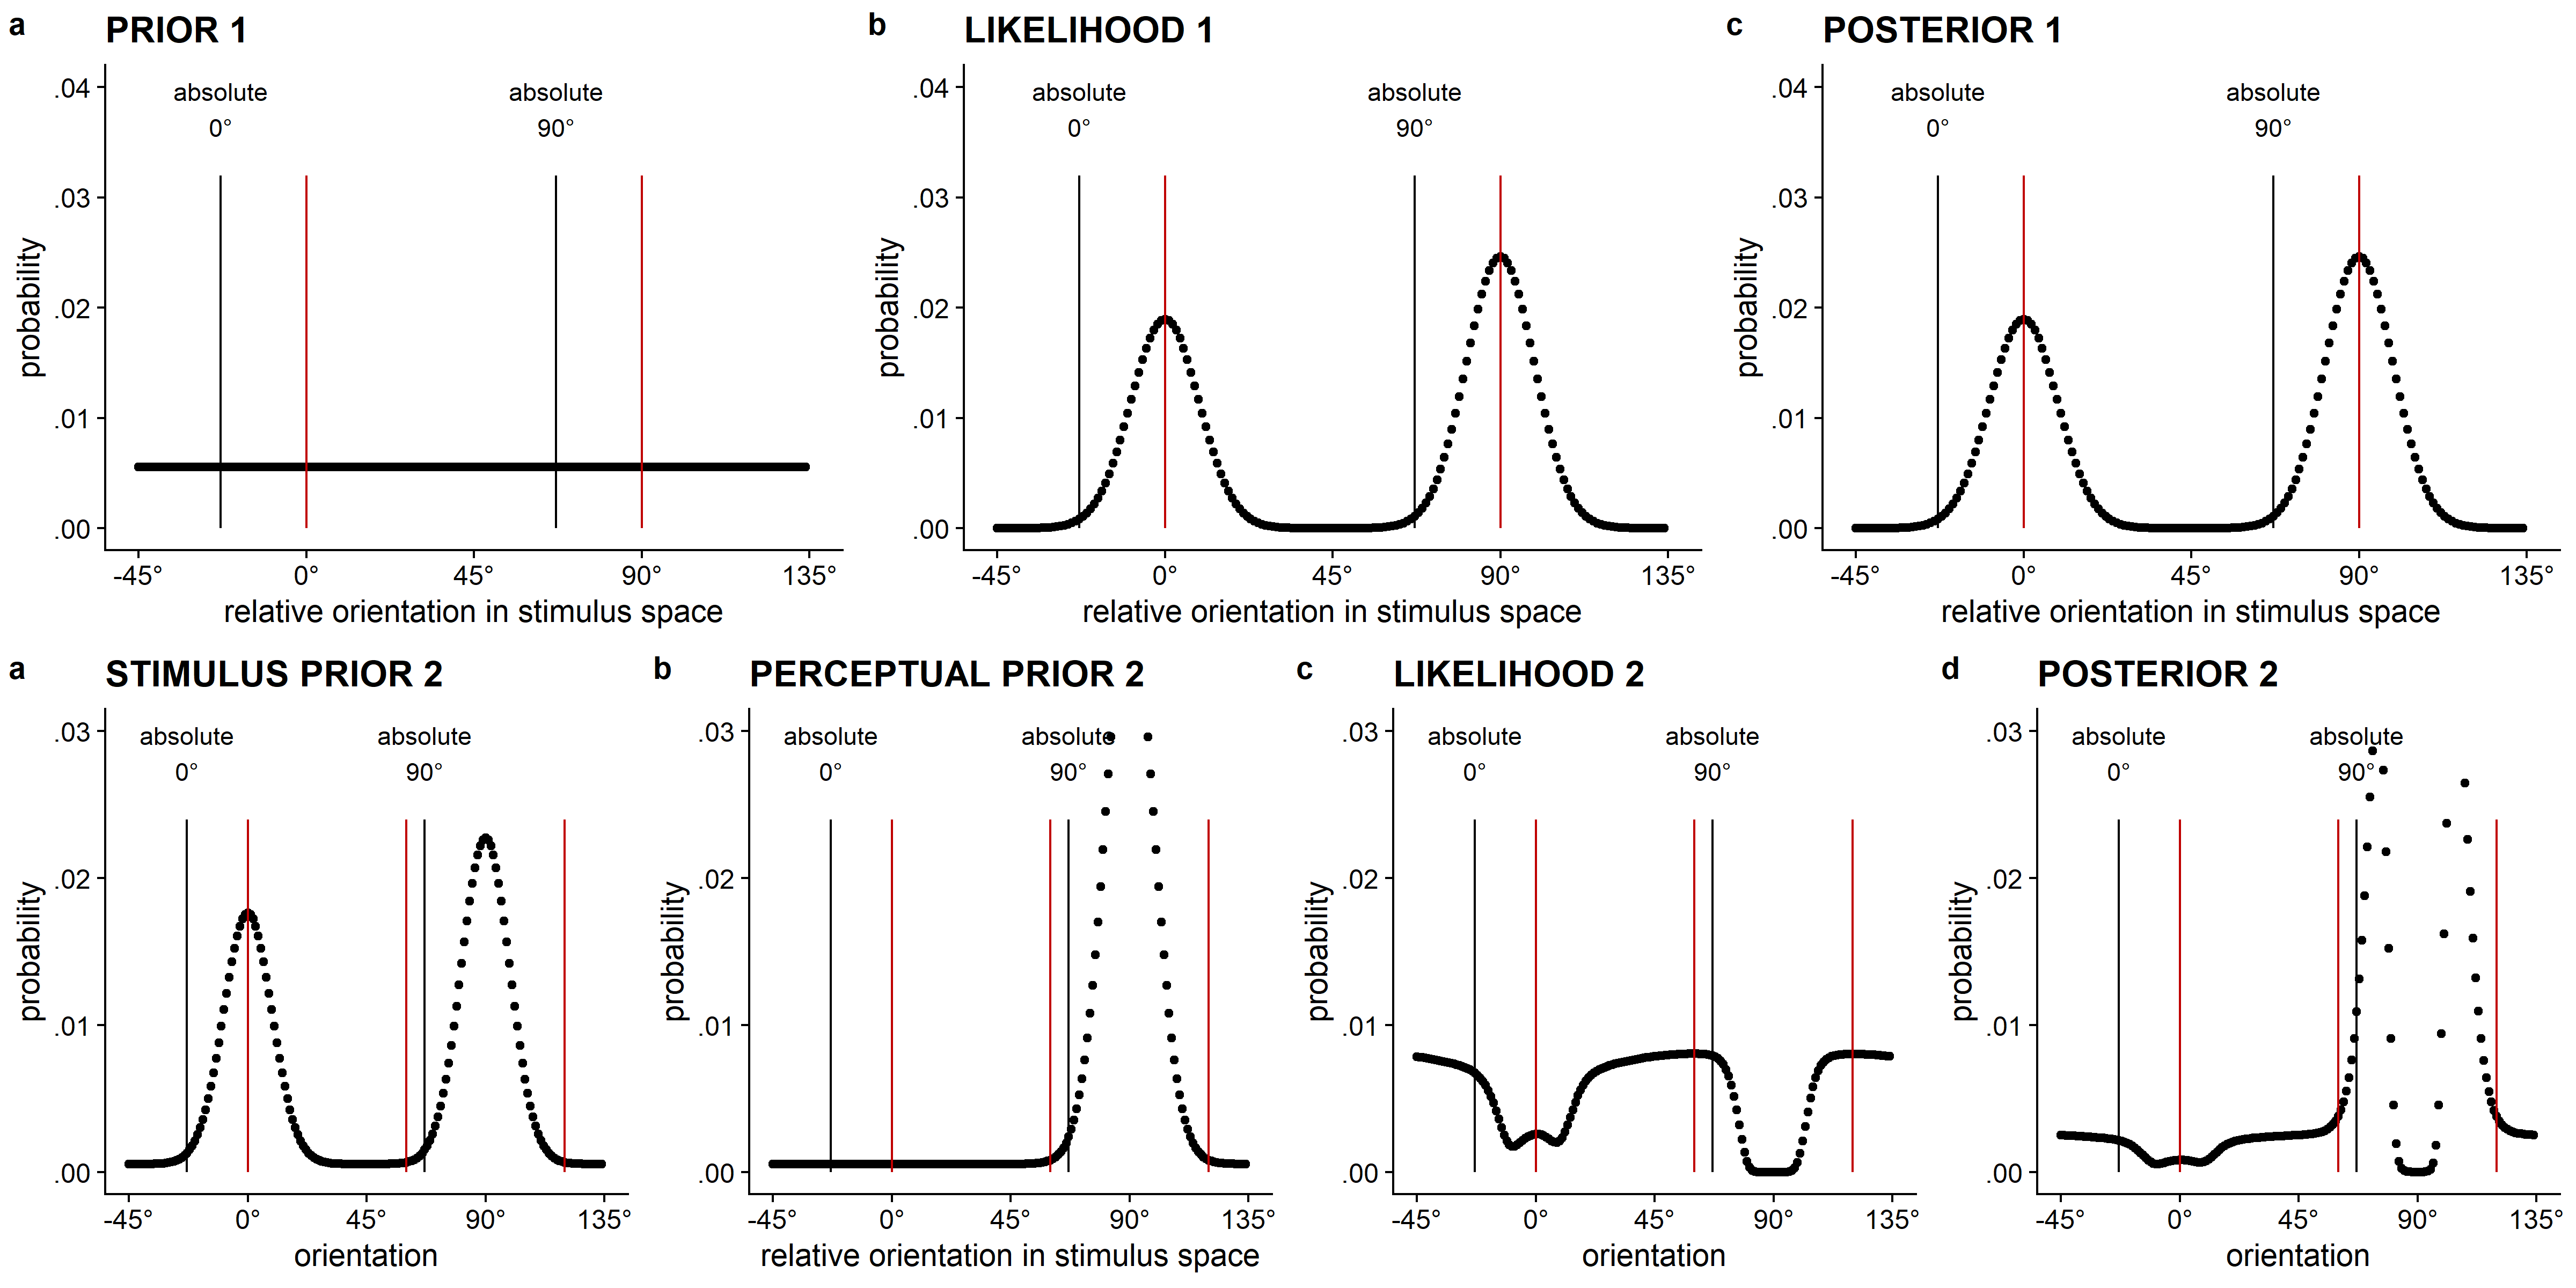 a PRIOR 1
.04
.03
.02
.01
.00
absolute
0°
absolute
90°
probability
-45° 0° 45° 90° 135°
relative orientation in stimulus space
b LIKELIHOOD 1
.04
.03
.02
.01
.00
absolute
0°
absolute
90°
probability
-45° 0° 45° 90° 135°
relative orientation in stimulus space
c POSTERIOR 1
.04
.03
.02
.01
.00
absolute
0°
absolute
90°
probability
-45° 0° 45° 90° 135°
relative orientation in stimulus space
a STIMULUS PRIOR 2
.03
.02
.01
.00
absolute
0°
absolute
90°
probability
-45° 0° 45° 90° 135°
orientation
b PERCEPTUAL PRIOR 2
.03
.02
.01
.00
absolute
0°
absolute
90°
probability
-45° 0° 45° 90° 135°
relative orientation in stimulus space
c LIKELIHOOD 2
.03
.02
.01
.00
absolute
0°
absolute
90°
probability
-45° 0° 45° 90° 135°
orientation
d POSTERIOR 2
.03
.02
.01
.00
absolute
0°
absolute
90°
probability
-45° 0° 45° 90° 135°
orientation